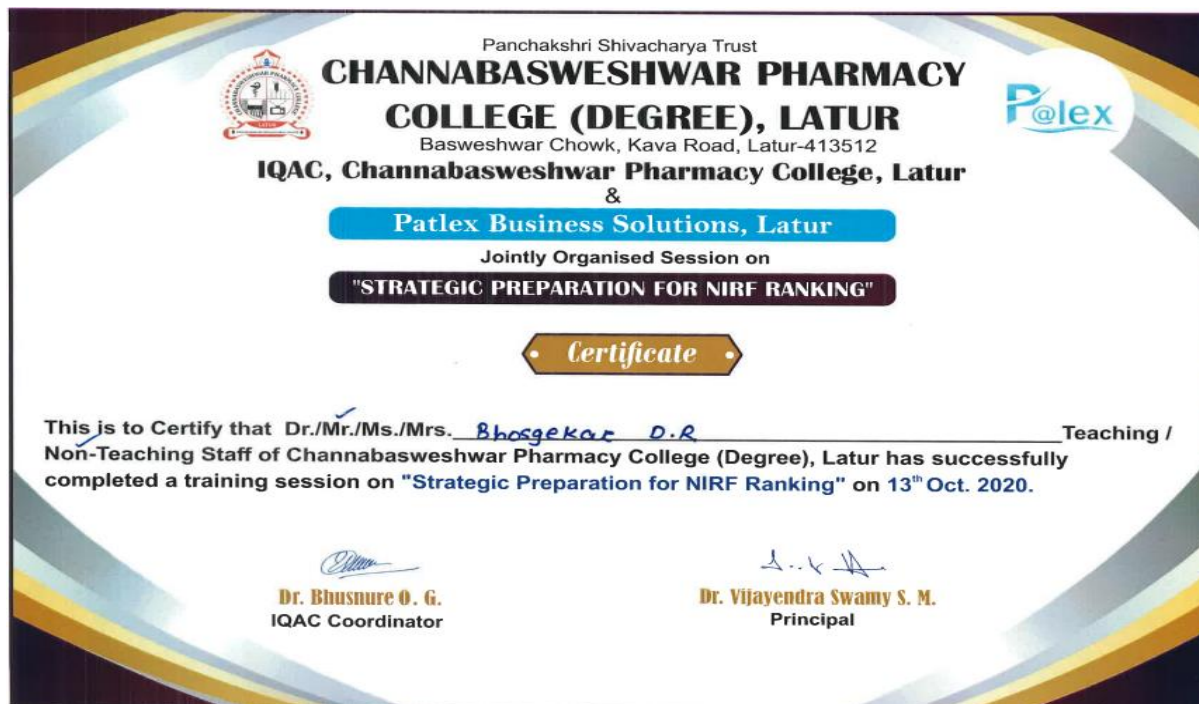 Panchakshri Shivacharya Trust
CHANNABASWESHWAR PHARMACY
COLLEGE (DEGREE), LATUR
P@lex
Basweshwar Chowk, Kava Road, Latur-413512
IQAC, Channabasweshwar Pharmacy College, Latur
&
Patlex Business Solutions, Latur
Jointly Organised Session on
"STRATEGIC PREPARATION FOR NIRF RANKING"
Certificate
This is to Certify that Dr./Mr./Ms./Mrs. Bhosgekar D.R Teaching /
Non-Teaching Staff of Channabasweshwar Pharmacy College (Degree), Latur has successfully
completed a training session on "Strategic Preparation for NIRF Ranking" on 13th Oct. 2020.
Dr. Bhusnure O. G.
IQAC Coordinator
Dr. Vijayendra Swamy S. M.
Principal